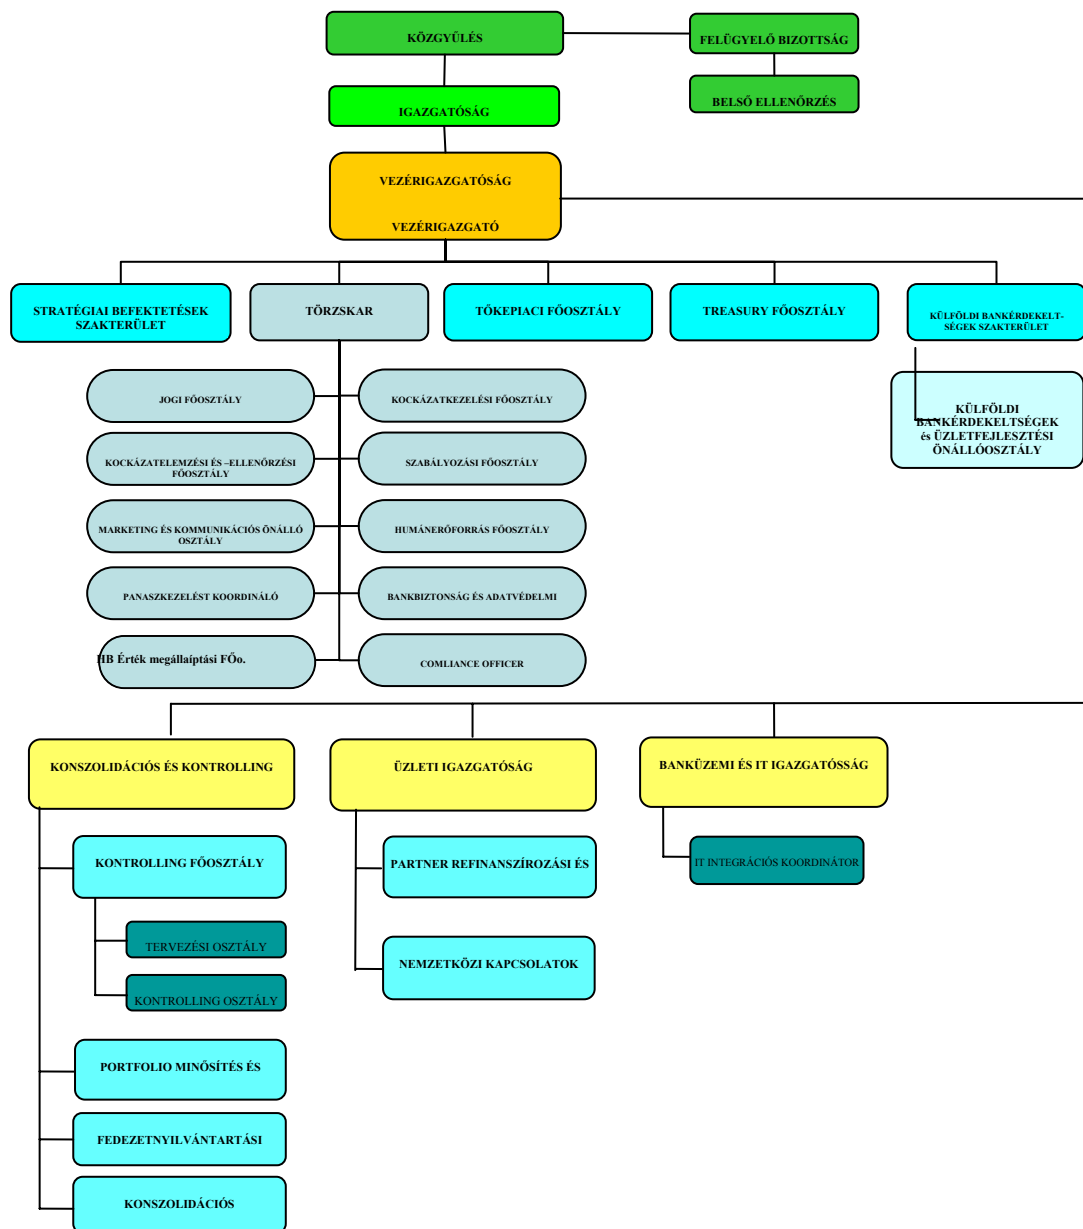 KÖZGYŰLÉS
FELÜGYELŐ BIZOTTSÁG
BELSŐ ELLENŐRZÉS
IGAZGATÓSÁG
VEZÉRIGAZGATÓSÁG
VEZÉRIGAZGATÓ
STRATÉGIAI BEFEKTETÉSEK
SZAKTERÜLET
TÖRZSKAR
TŐKEPIACI FŐOSZTÁLY
TREASURY FŐOSZTÁLY
KÜLFÖLDI BANKÉRDEKELT-
SÉGEK SZAKTERÜLET
KÜLFÖLDI
BANKÉRDEKELTSÉGEK
és ÜZLETFEJLESZTÉSI
ÖNÁLLÓOSZTÁLY
JOGI FŐOSZTÁLY
KOCKÁZATKEZELÉSI FŐOSZTÁLY
KOCKÁZATELEMZÉSI ÉS –ELLENŐRZÉSI
FŐOSZTÁLY
SZABÁLYOZÁSI FŐOSZTÁLY
MARKETING ÉS KOMMUNIKÁCIÓS ÖNÁLLÓ
OSZTÁLY
HUMÁNERŐFORRÁS FŐOSZTÁLY
PANASZKEZELÉST KOORDINÁLÓ
BANKBIZTONSÁG ÉS ADATVÉDELMI
HB Érték megállaíptási FŐo.
COMLIANCE OFFICER
KONSZOLIDÁCIÓS ÉS KONTROLLING
ÜZLETI IGAZGATÓSÁG
BANKÜZEMI ÉS IT IGAZGATÓSSÁG
KONTROLLING FŐOSZTÁLY
PARTNER REFINANSZÍROZÁSI ÉS
IT INTEGRÁCIÓS KOORDINÁTOR
TERVEZÉSI OSZTÁLY
NEMZETKÖZI KAPCSOLATOK
KONTROLLING OSZTÁLY
PORTFOLIO MINŐSÍTÉS ÉS
FEDEZETNYILVÁNTARTÁSI
KONSZOLIDÁCIÓS